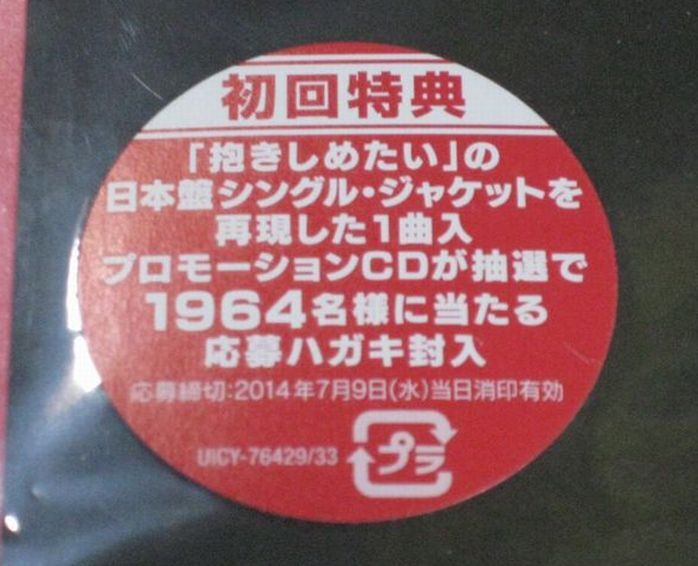 初回特典
「抱きしめたい」の
日本盤シングル・ジャケットを
再現した1曲入
プロモーションCDが抽選で
1964名様に当たる
応募ハガキ封入
応募締切:2014年7月9日(水)当日消印有効
UICY-76429/33
プラ